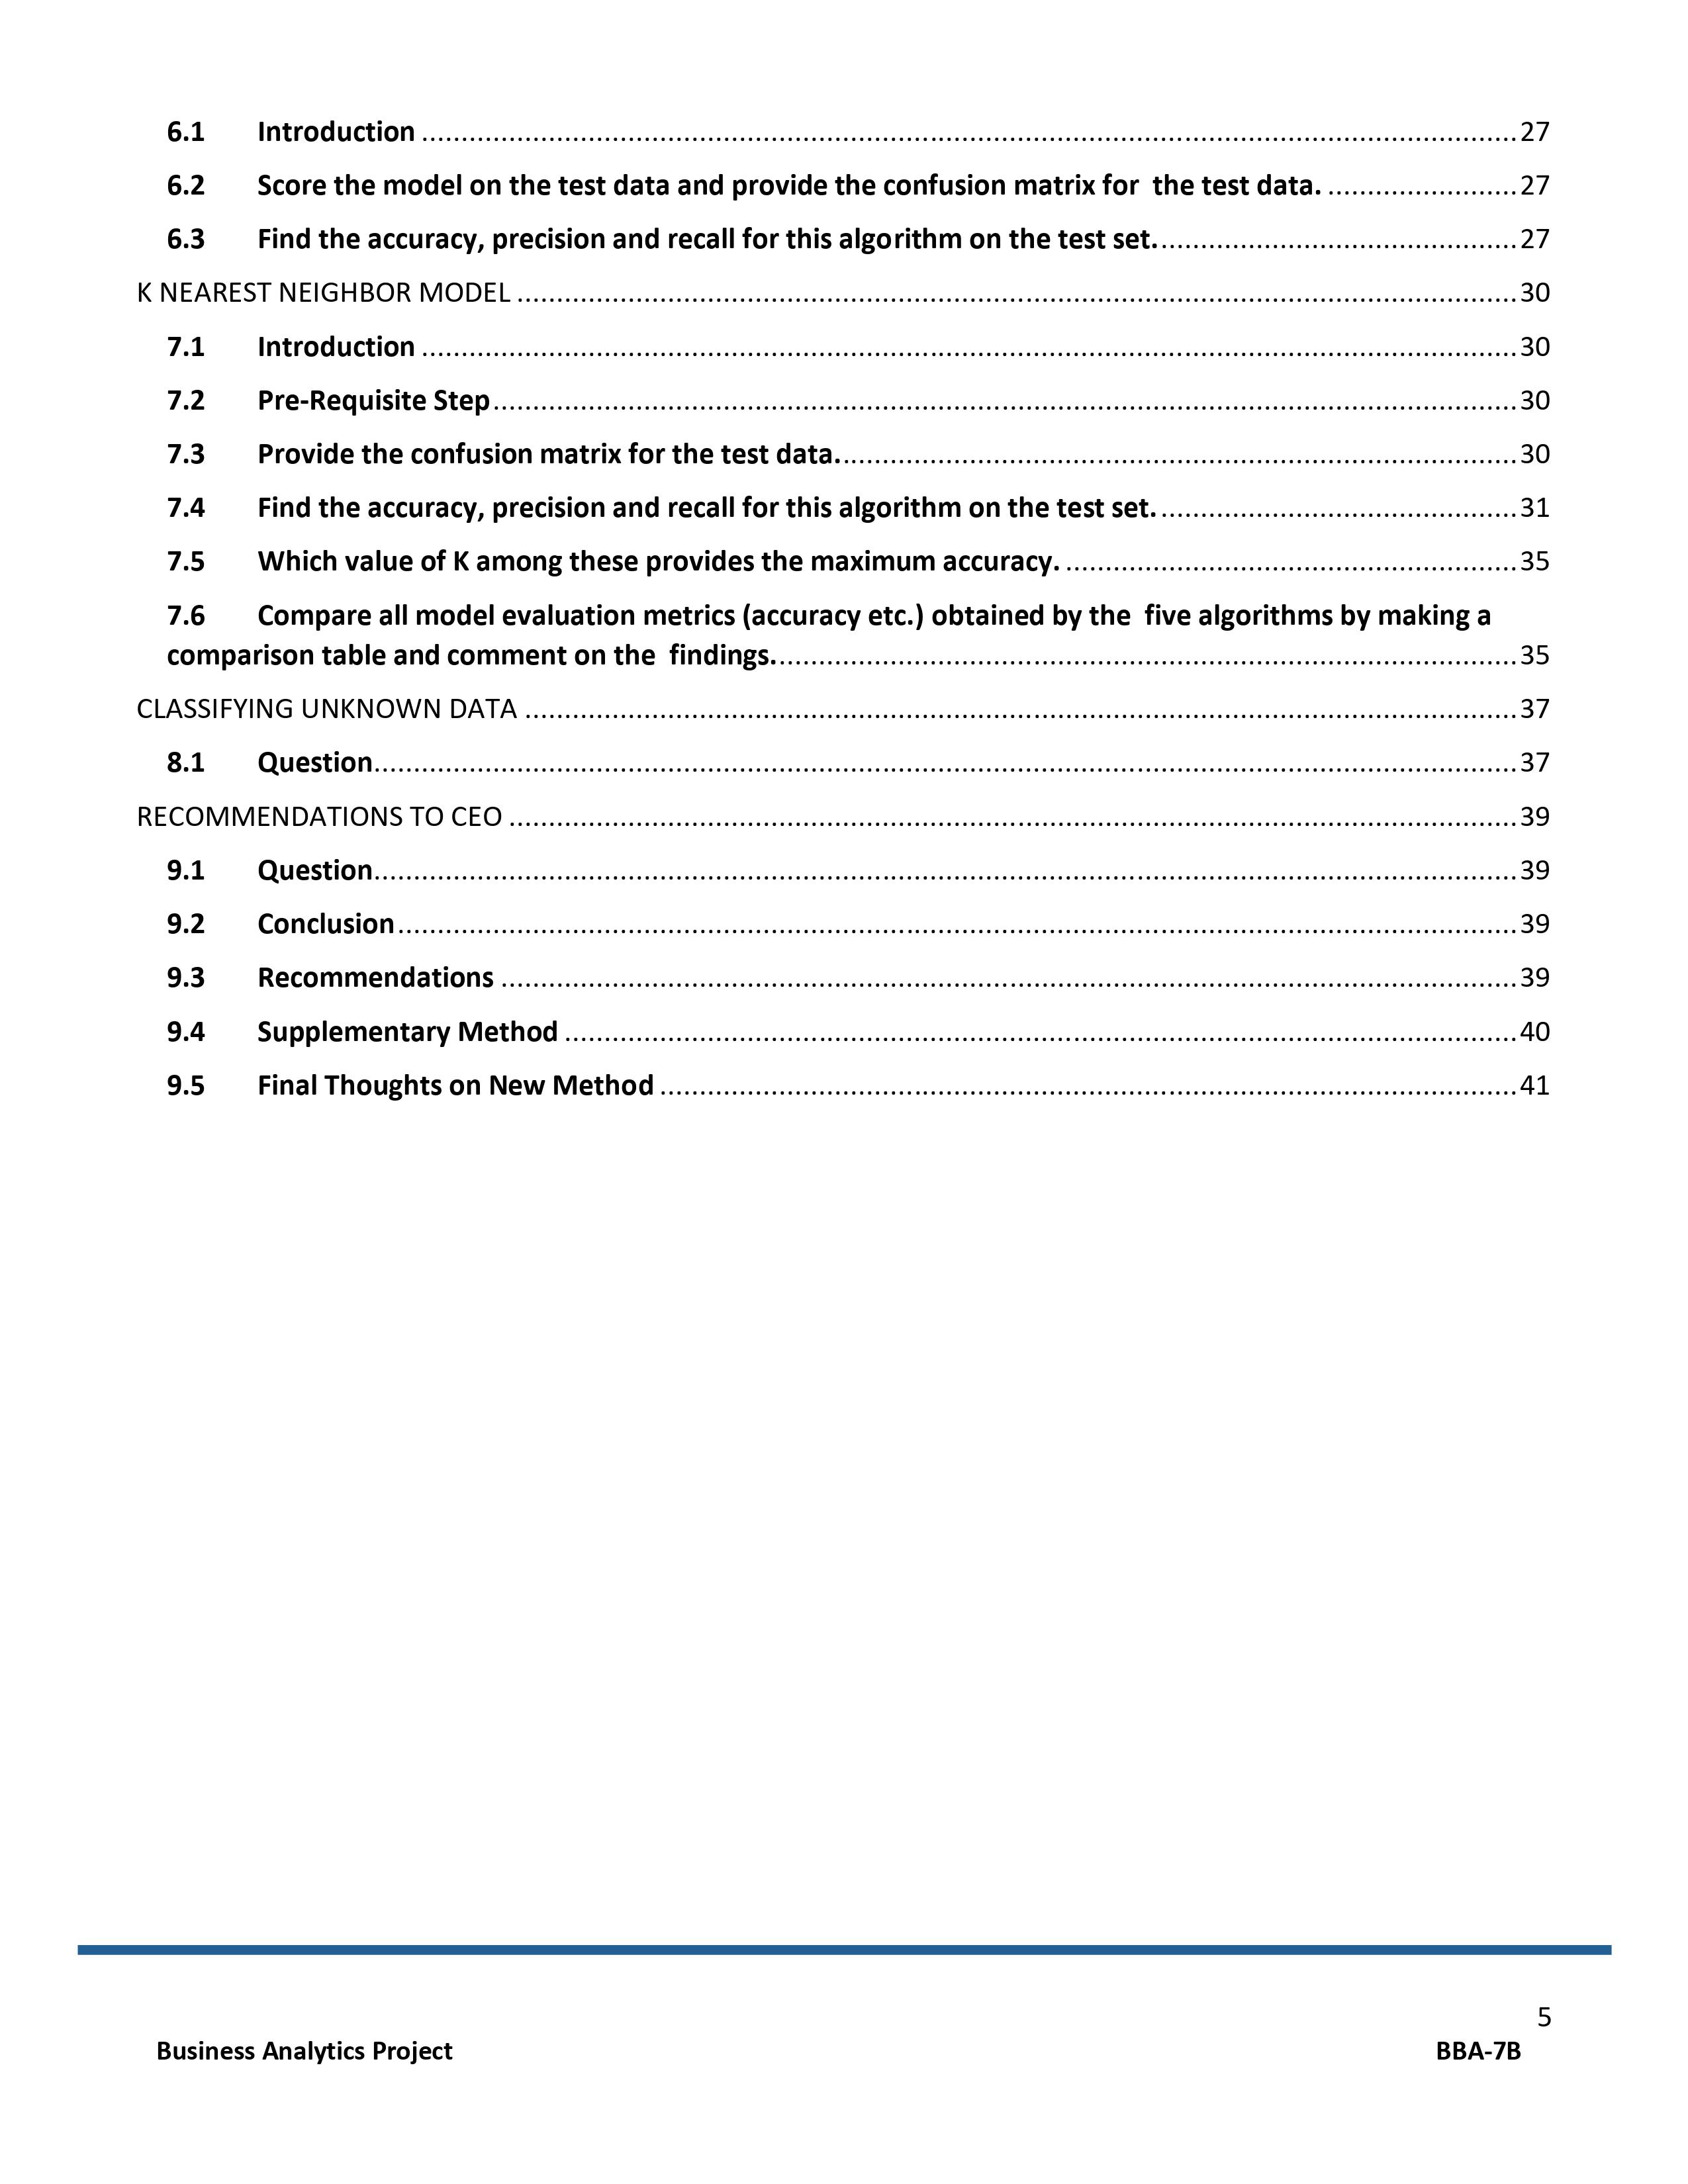 6.1 Introduction ........ 27
6.2 Score the model on the test data and provide the confusion matrix for  the test data. ........ 27
6.3 Find the accuracy, precision and recall for this algorithm on the test set. ........ 27
K NEAREST NEIGHBOR MODEL ........ 30
7.1 Introduction ........ 30
7.2 Pre-Requisite Step ........ 30
7.3 Provide the confusion matrix for the test data. ........ 30
7.4 Find the accuracy, precision and recall for this algorithm on the test set. ........ 31
7.5 Which value of K among these provides the maximum accuracy. ........ 35
7.6 Compare all model evaluation metrics (accuracy etc.) obtained by the  five algorithms by making a
comparison table and comment on the  findings. ........ 35
CLASSIFYING UNKNOWN DATA ........ 37
8.1 Question ........ 37
RECOMMENDATIONS TO CEO ........ 39
9.1 Question ........ 39
9.2 Conclusion ........ 39
9.3 Recommendations ........ 39
9.4 Supplementary Method ........ 40
9.5 Final Thoughts on New Method ........ 41
5
Business Analytics Project BBA-7B